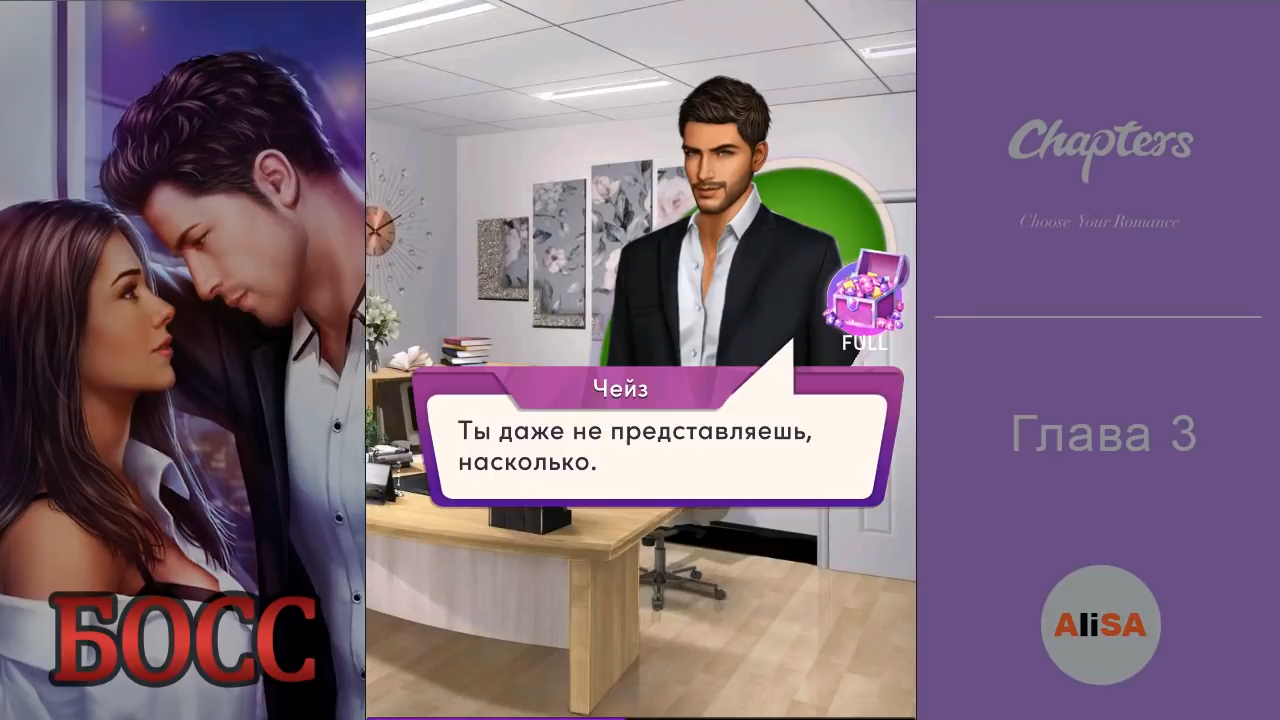 БОСС
FULL
Чейз
Ты даже не представляешь,
насколько.
Chapters
Choose Your Romance
Глава 3
AliSA